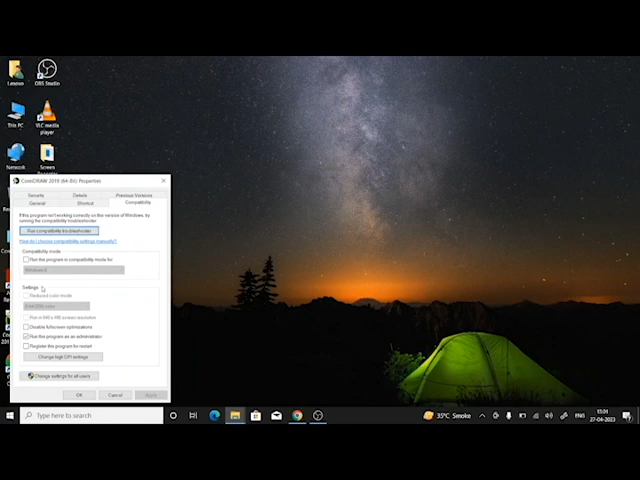 Lenovo
OBS Studio
This PC
VLC media
player
Network
Screen
CorelDRAW 2019 (64-Bit) Properties
Security
Details
Previous Versions
General
Shortcut
Compatibility
If this program isn't working correctly on this version of Windows, try
running the compatibility troubleshooter.
Run compatibility troubleshooter
How do I choose compatibility settings manually?
Compatibility mode
Run this program in compatibility mode for:
Windows 8
Settings
Reduced color mode
8-bit (256) color
Run in 640 x 480 screen resolution
Disable fullscreen optimizations
Run this program as an administrator
Register this program for restart
Change high DPI settings
Change settings for all users
OK
Cancel
Apply
Type here to search
35°C Smoke
ENG
15:01
27-04-2023